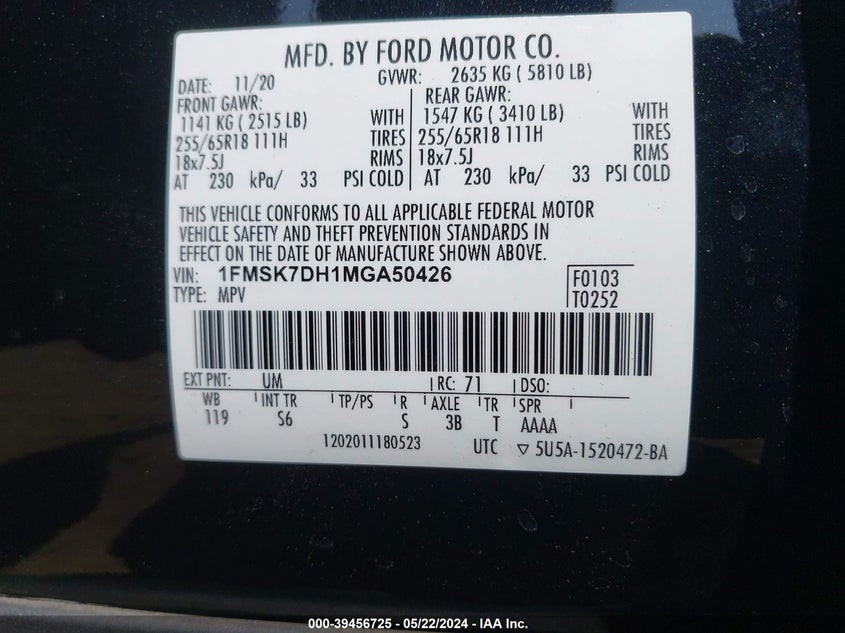 MFD. BY FORD MOTOR CO.
DATE: 11/20 GVWR: 2635 KG ( 5810 LB)
FRONT GAWR: REAR GAWR:
1141 KG ( 2515 LB) WITH 1547 KG ( 3410 LB) WITH
255/65R18 111H TIRES 255/65R18 111H TIRES
18x7.5J RIMS 18x7.5J RIMS
AT 230 kPa/ 33 PSI COLD AT 230 kPa/ 33 PSI COLD
THIS VEHICLE CONFORMS TO ALL APPLICABLE FEDERAL MOTOR
VEHICLE SAFETY AND THEFT PREVENTION STANDARDS IN
EFFECT ON THE DATE OF MANUFACTURE SHOWN ABOVE.
VIN: 1FMSK7DH1MGA50426 F0103
TYPE: MPV T0252
EXT PNT: UM RC: 71 DSO:
WB INT TR TP/PS R AXLE TR SPR
119 S6 S 3B T AAAA
1202011180523 UTC ▽ 5U5A-1520472-BA
000-39456725 - 05/22/2024 - IAA Inc.